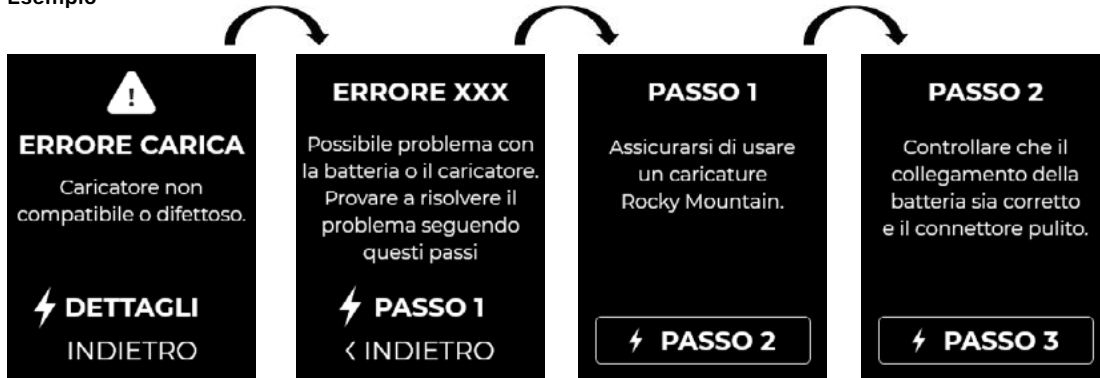 Esempio
!
ERRORE CARICA
Caricatore non
compatibile o difettoso.
DETTAGLI
INDIETRO
ERRORE XXX
Possibile problema con
la batteria o il caricatore.
Provare a risolvere il
problema seguendo
questi passi
PASSO 1
< INDIETRO
PASSO 1
Assicurarsi di usare
un caricature
Rocky Mountain.
PASSO 2
PASSO 2
Controllare che il
collegamento della
batteria sia corretto
e il connettore pulito.
PASSO 3